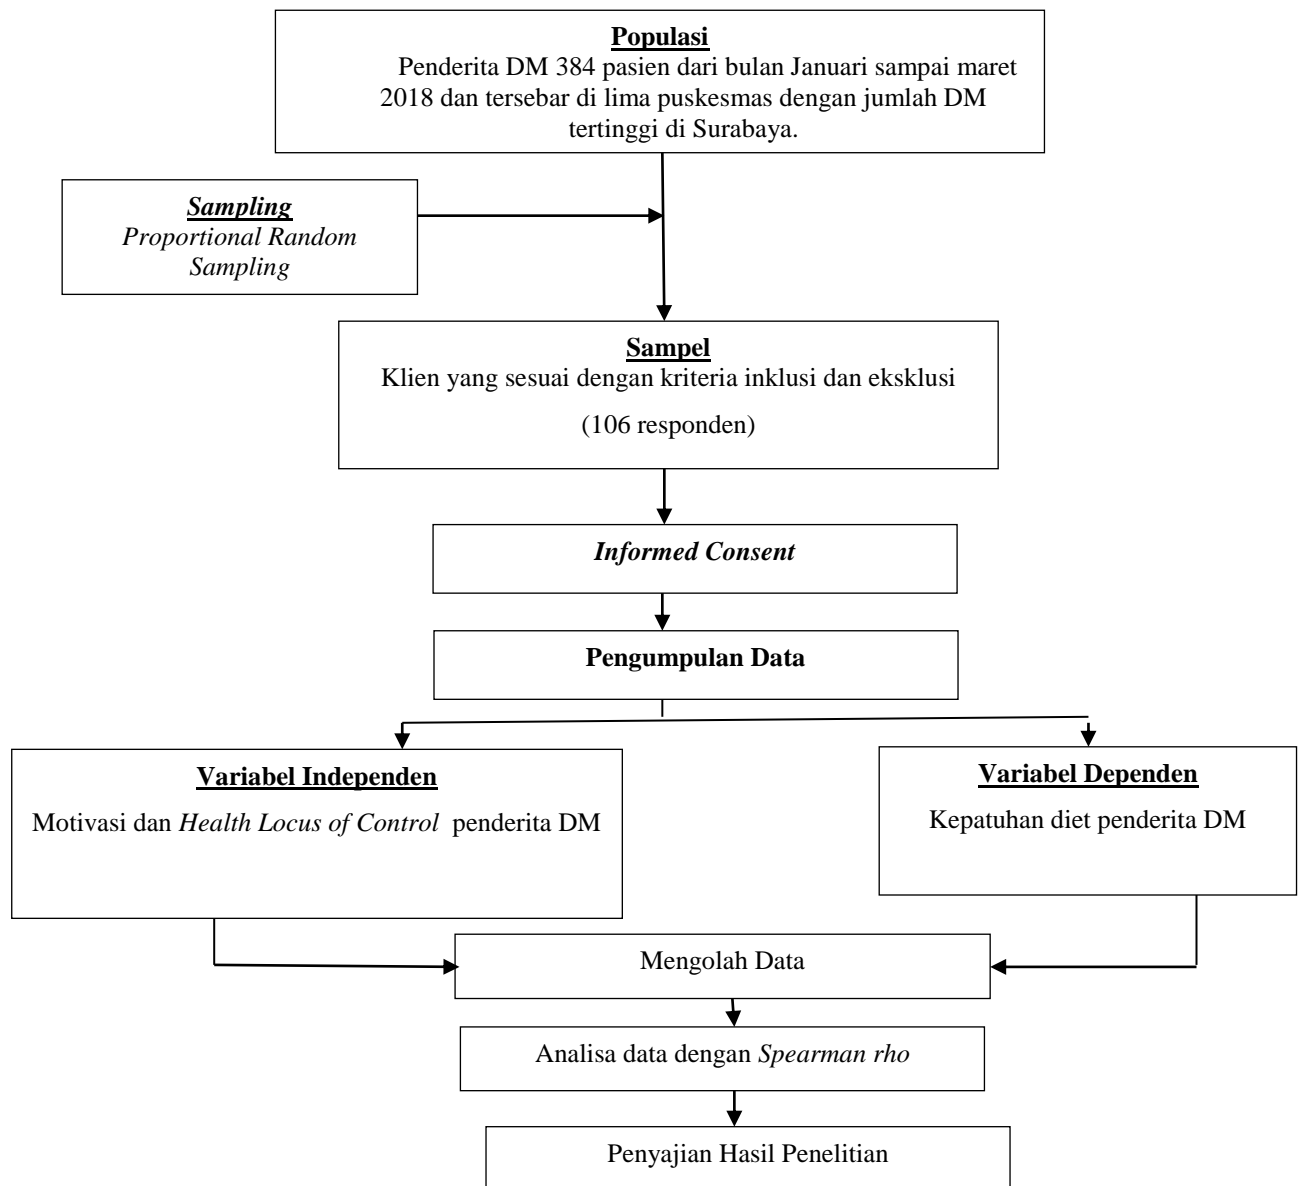 Populasi
Penderita DM 384 pasien dari bulan Januari sampai maret
2018 dan tersebar di lima puskesmas dengan jumlah DM
tertinggi di Surabaya.
Sampling
Proportional Random
Sampling
Sampel
Klien yang sesuai dengan kriteria inklusi dan eksklusi
(106 responden)
Informed Consent
Pengumpulan Data
Variabel Independen
Motivasi dan Health Locus of Control penderita DM
Variabel Dependen
Kepatuhan diet penderita DM
Mengolah Data
Analisa data dengan Spearman rho
Penyajian Hasil Penelitian